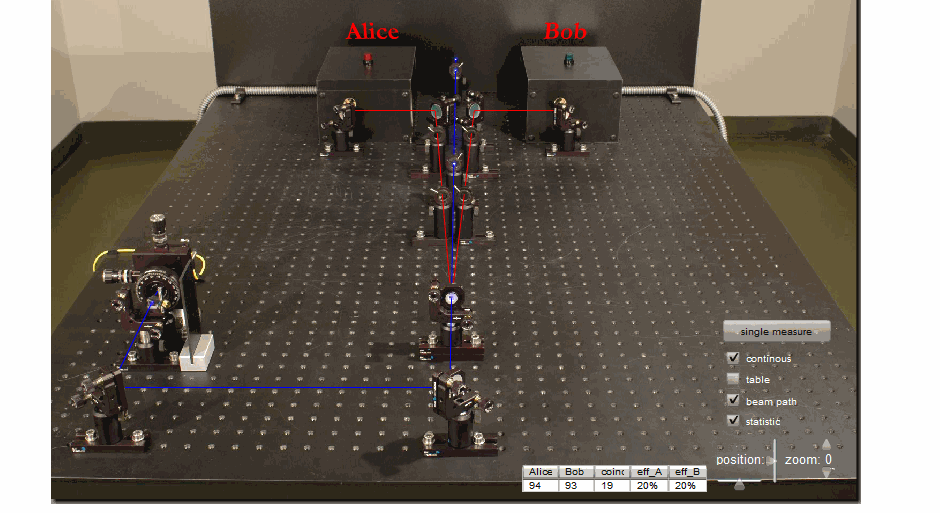 Alice Bob
single measure
continous
table
beam path
statistic
position: zoom: 0
Alice Bob coinc eff_A eff_B
94 93 19 20% 20%